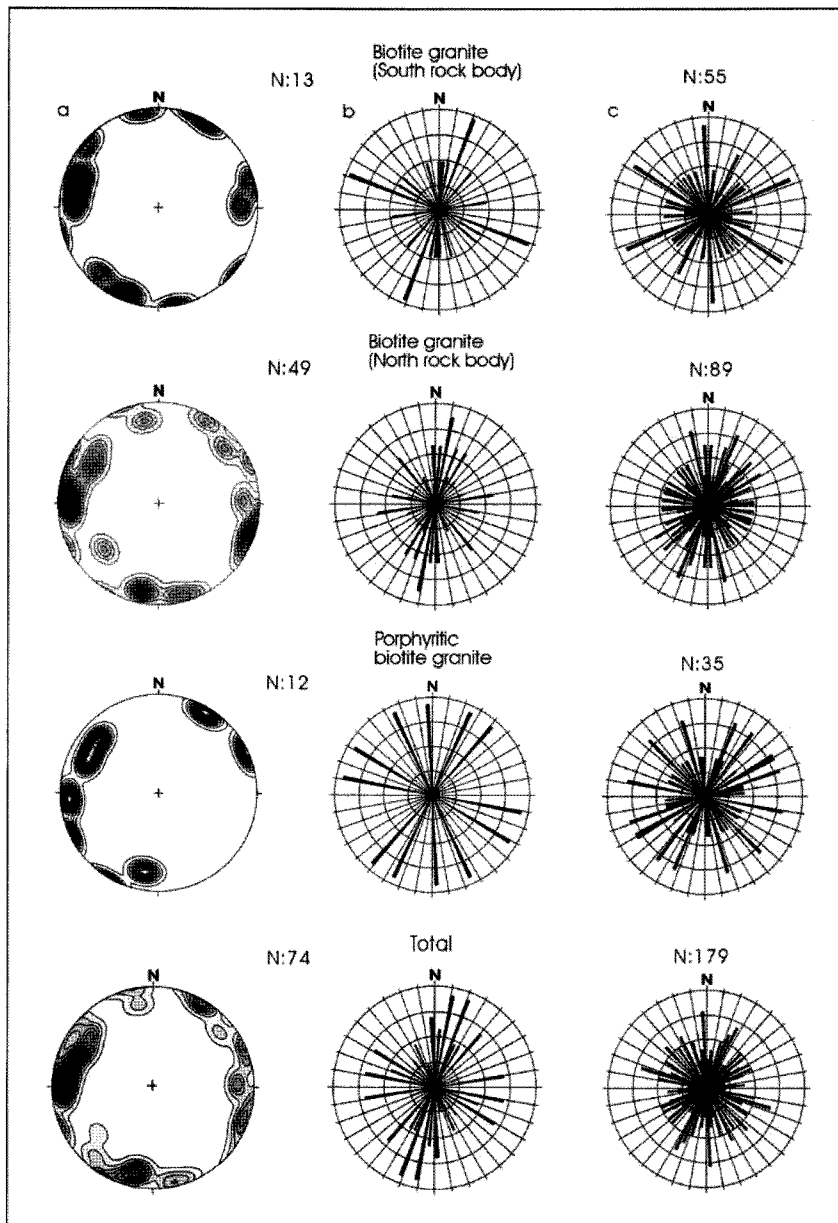 Biotite granite
(South rock body)
N:13
N:55
a
N
b
N
c
N
Biotite granite
(North rock body)
N:49
N:89
N
N
N
Porphyritic
biotite granite
N:12
N:35
N
N
N
Total
N:74
N:179
N
N
N